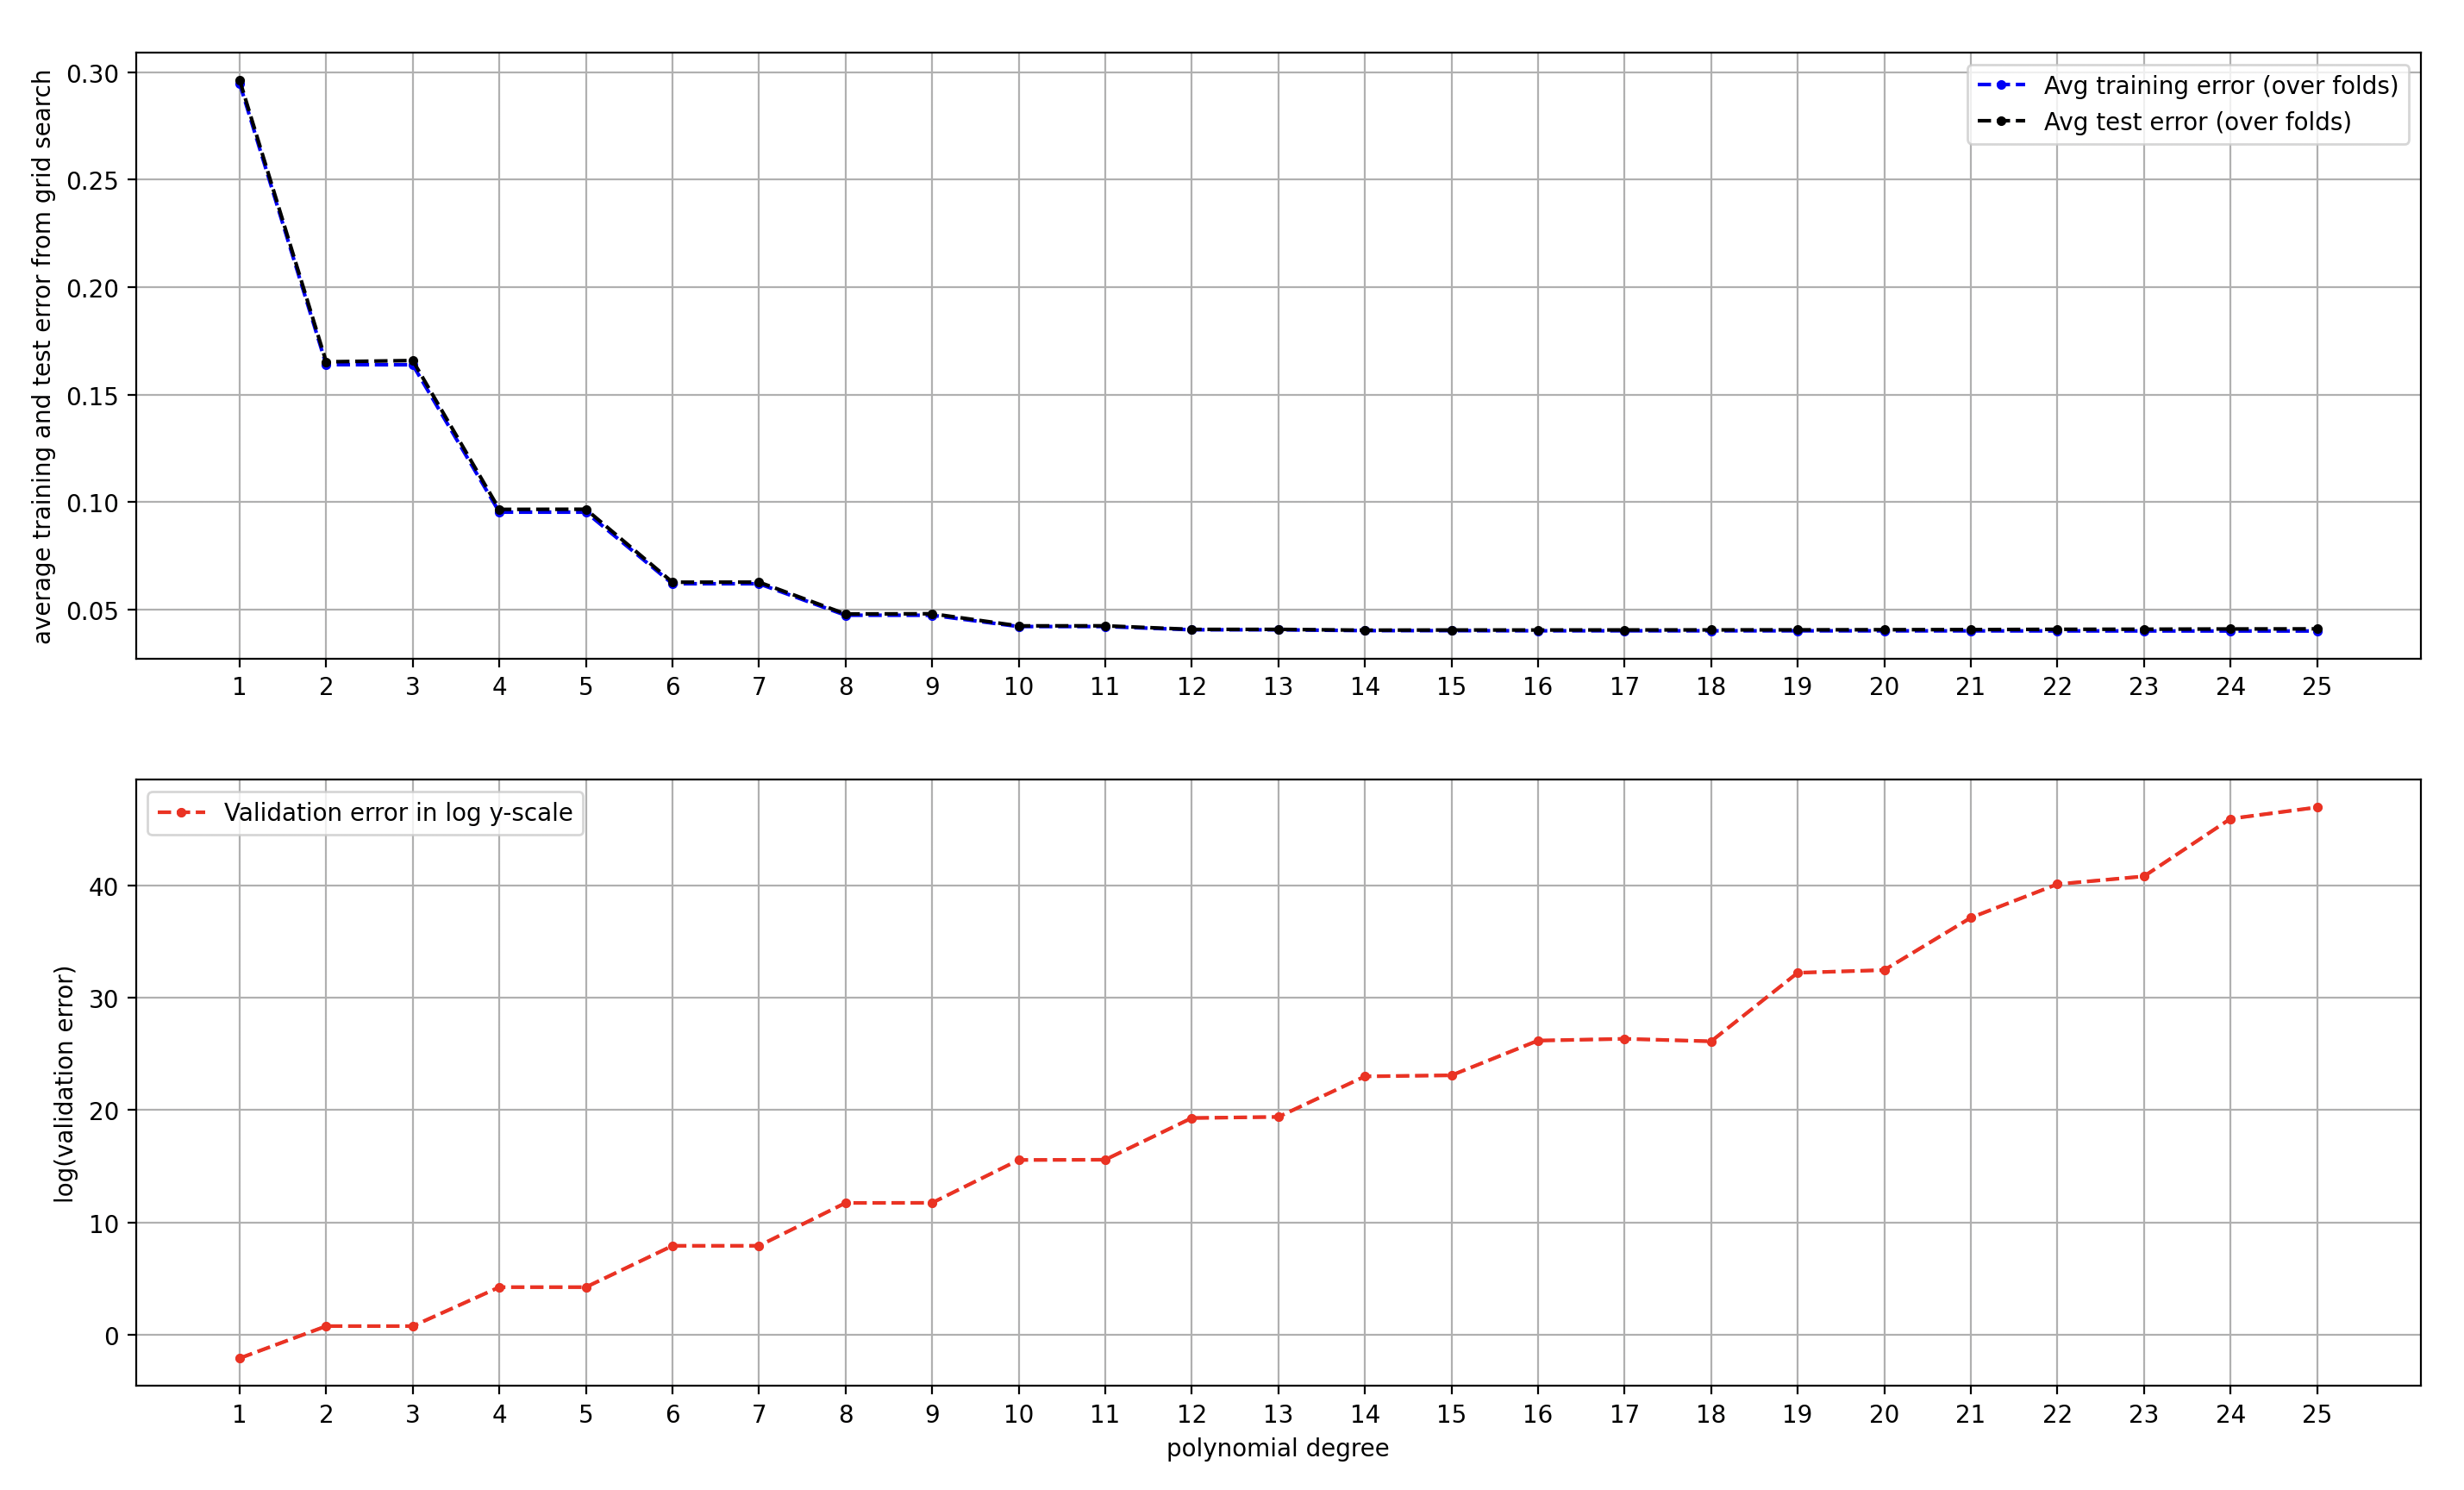 average training and test error from grid search
0.30
0.25
0.20
0.15
0.10
0.05
Avg training error (over folds)
Avg test error (over folds)
1 2 3 4 5 6 7 8 9 10 11 12 13 14 15 16 17 18 19 20 21 22 23 24 25
log(validation error)
40
30
20
10
0
Validation error in log y-scale
1 2 3 4 5 6 7 8 9 10 11 12 13 14 15 16 17 18 19 20 21 22 23 24 25
polynomial degree